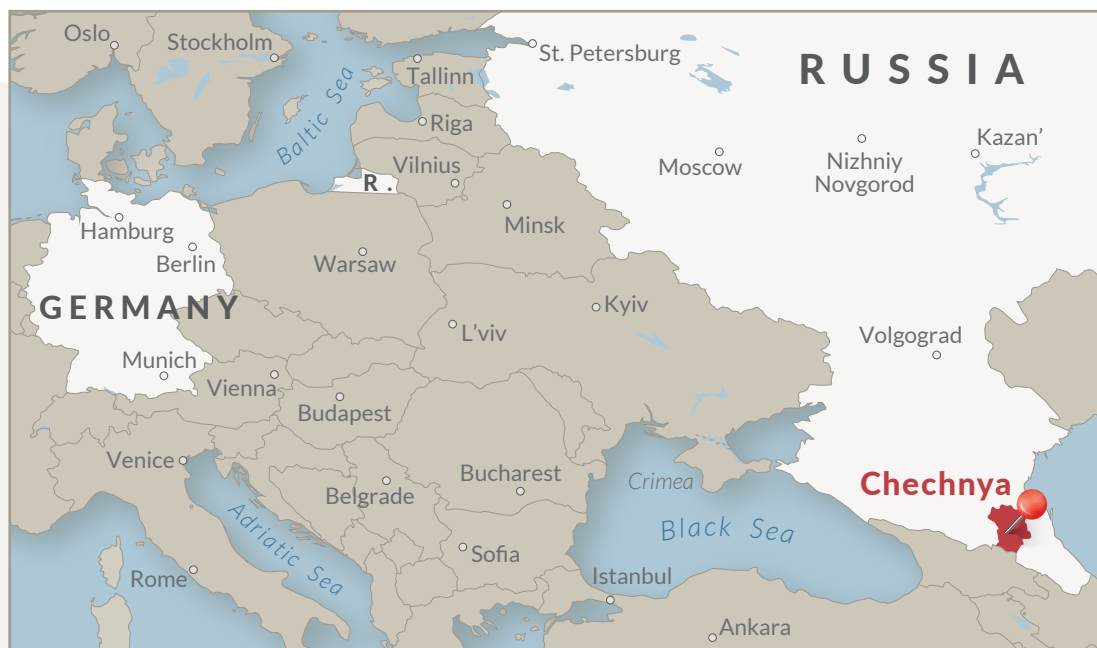 Oslo
Stockholm
St. Petersburg
RUSSIA
Tallinn
Baltic Sea
Riga
Kazan’
Moscow
Nizhniy
Novgorod
Vilnius
R .
Minsk
Hamburg
Berlin
Warsaw
GERMANY
Kyiv
L’viv
Volgograd
Munich
Vienna
Budapest
Venice
Bucharest
Crimea
Chechnya
Belgrade
Adriatic Sea
Black Sea
Sofia
Rome
Istanbul
Ankara